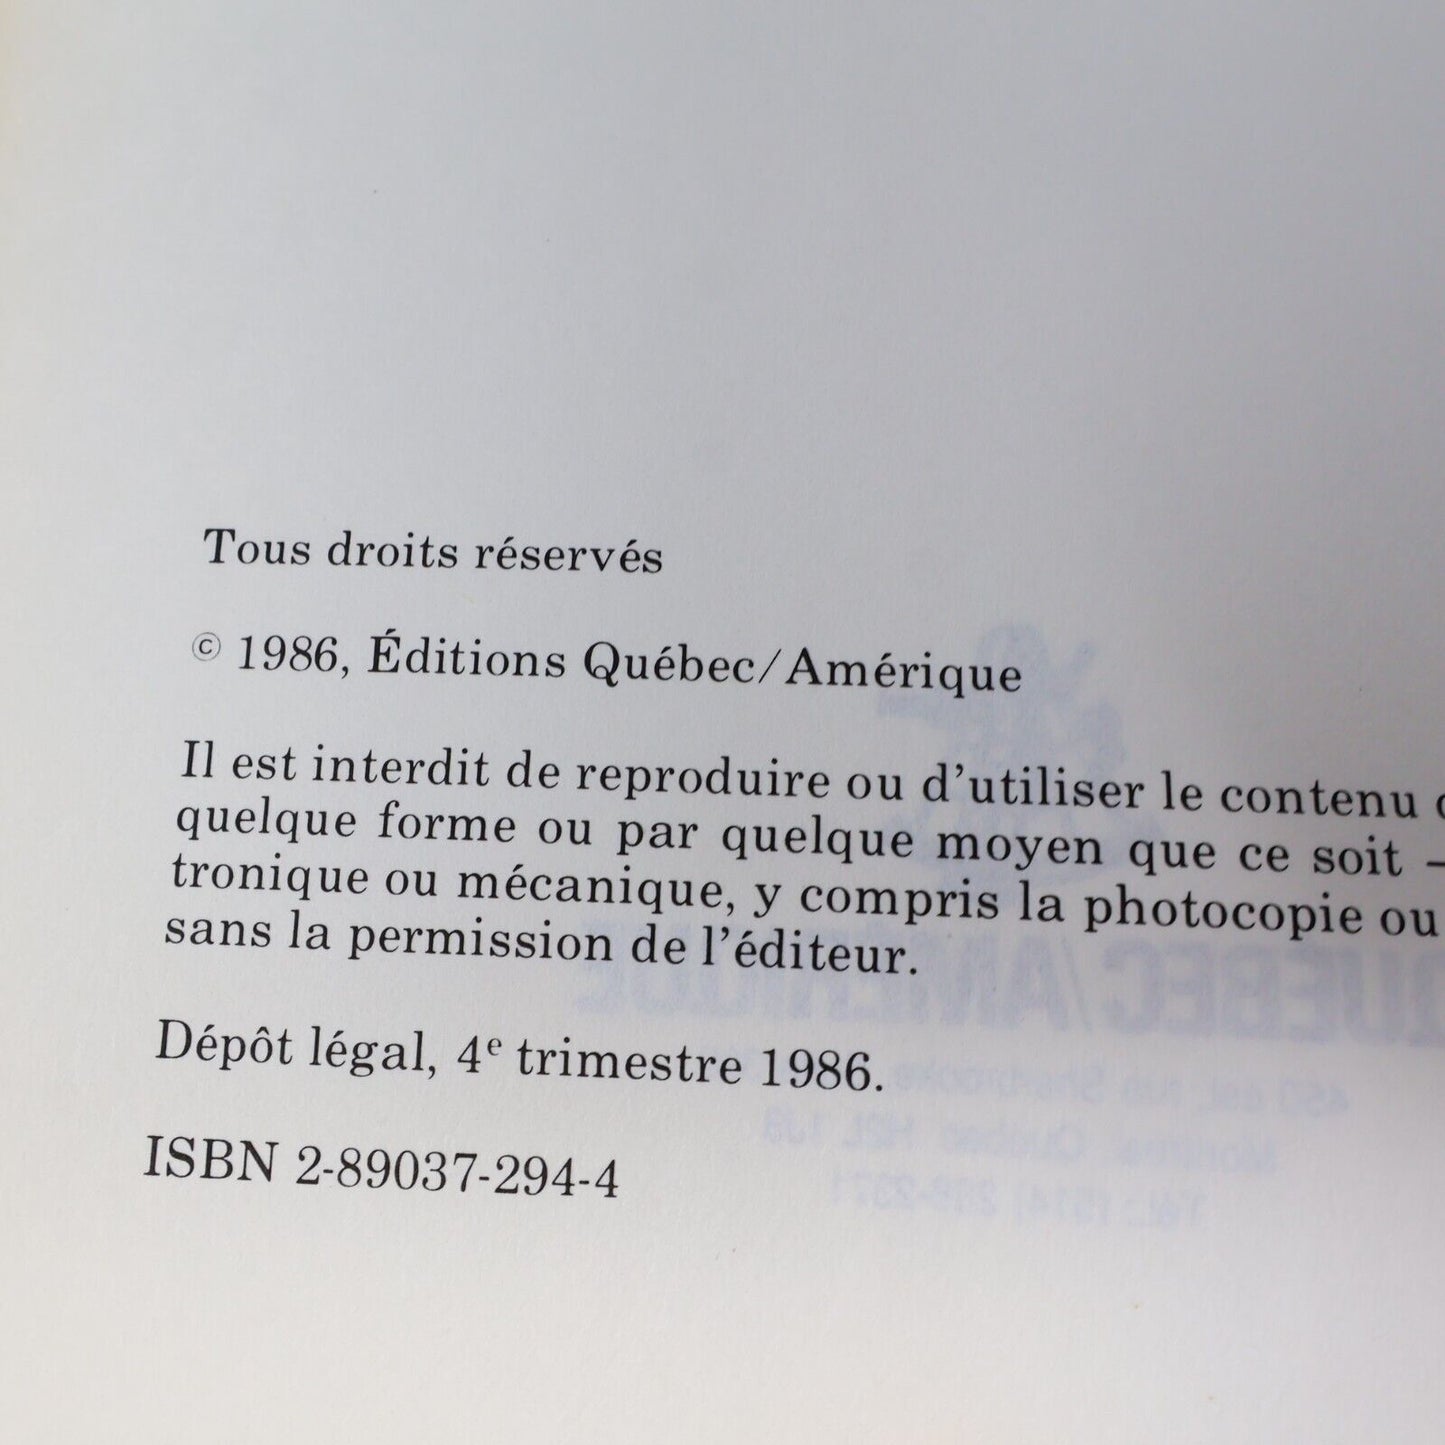 Tous droits réservés
© 1986, Éditions Québec/Amérique
Il est interdit de reproduire ou d'utiliser le contenu
quelque forme ou par quelque moyen que ce soit –
tronique ou mécanique, y compris la photocopie ou
sans la permission de l'éditeur.
Dépôt légal, 4e trimestre 1986.
ISBN 2-89037-294-4